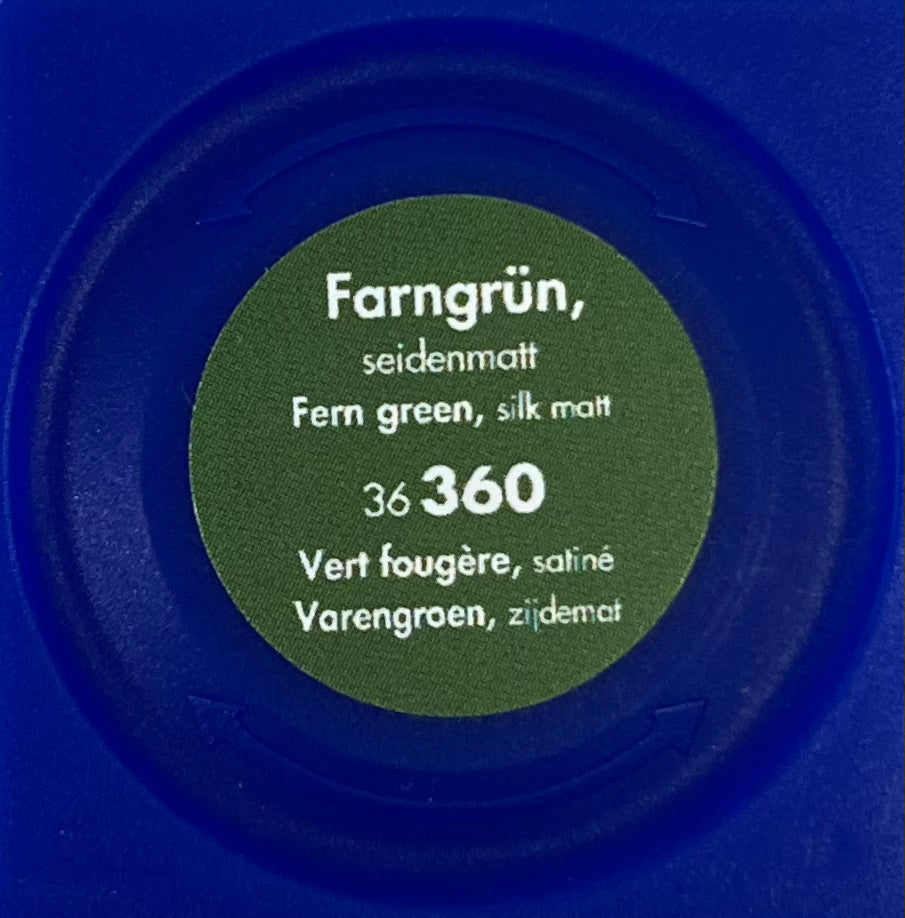 Farngrün,
seidenmatt
Fern green, silk matt
36 360
Vert fougère, satiné
Varengroen, zijdemat